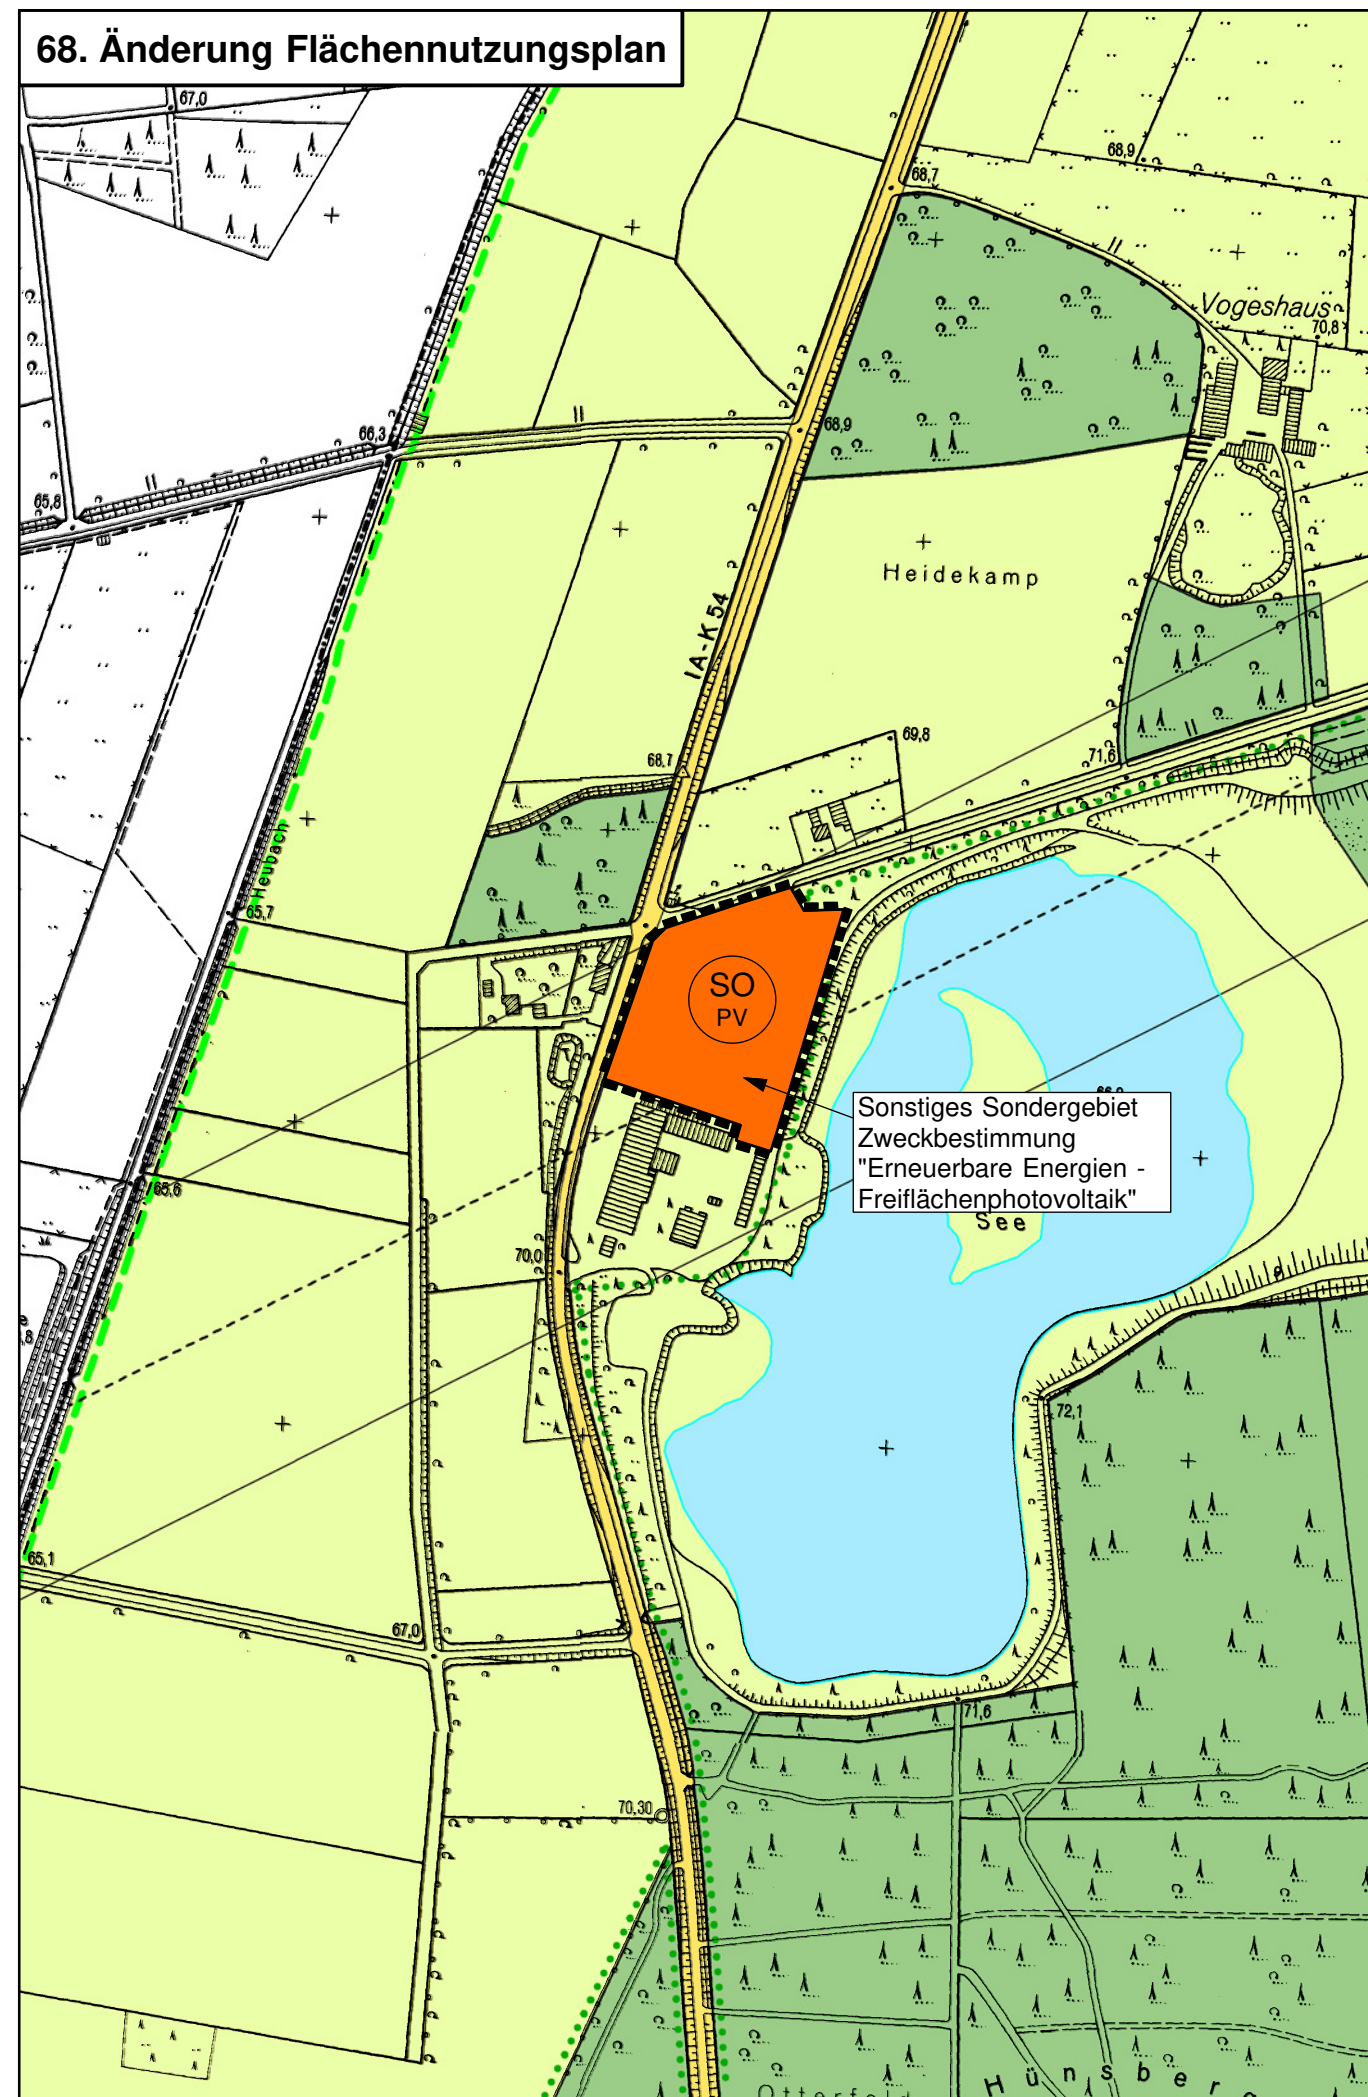 68. Änderung Flächennutzungsplan
67,0
68,9
68,7
Vogeshaus
70,8
66,3
68,9
65,8
Heidekamp
IA-K 54
69,8
68,7
71,6
Heubach
65,7
SO
PV
Sonstiges Sondergebiet
Zweckbestimmung
"Erneuerbare Energien -
Freiflächenphotovoltaik"
65,6
See
70,0
72,1
65,1
67,0
71,6
70,30
Otterfeld
Hünsberg